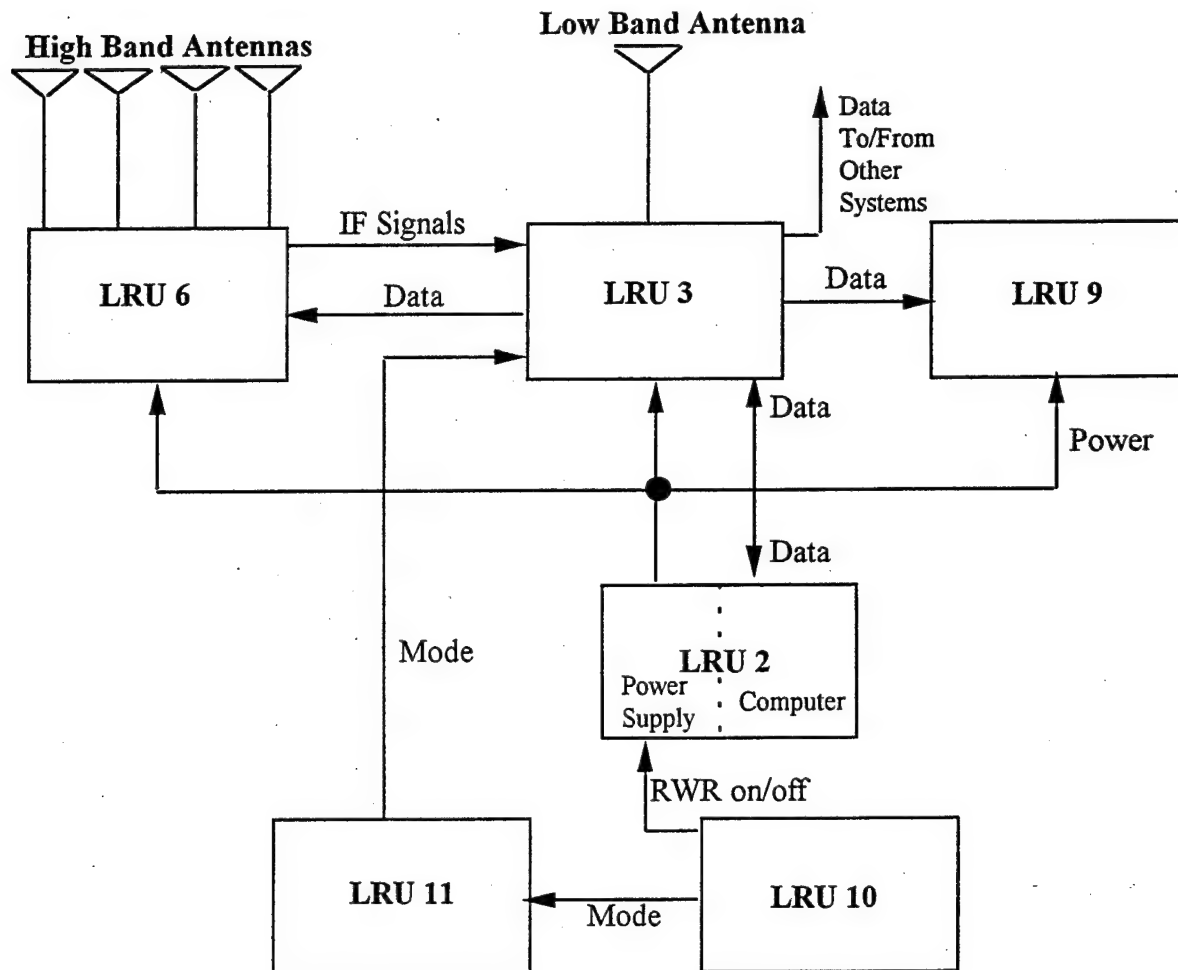 High Band Antennas
Low Band Antenna
Data
To/From
Other
Systems
IF Signals
LRU 6
LRU 3
LRU 9
Data
Data
Data
Power
Data
Mode
LRU 2
Power
Supply
Computer
RWR on/off
LRU 11
Mode
LRU 10